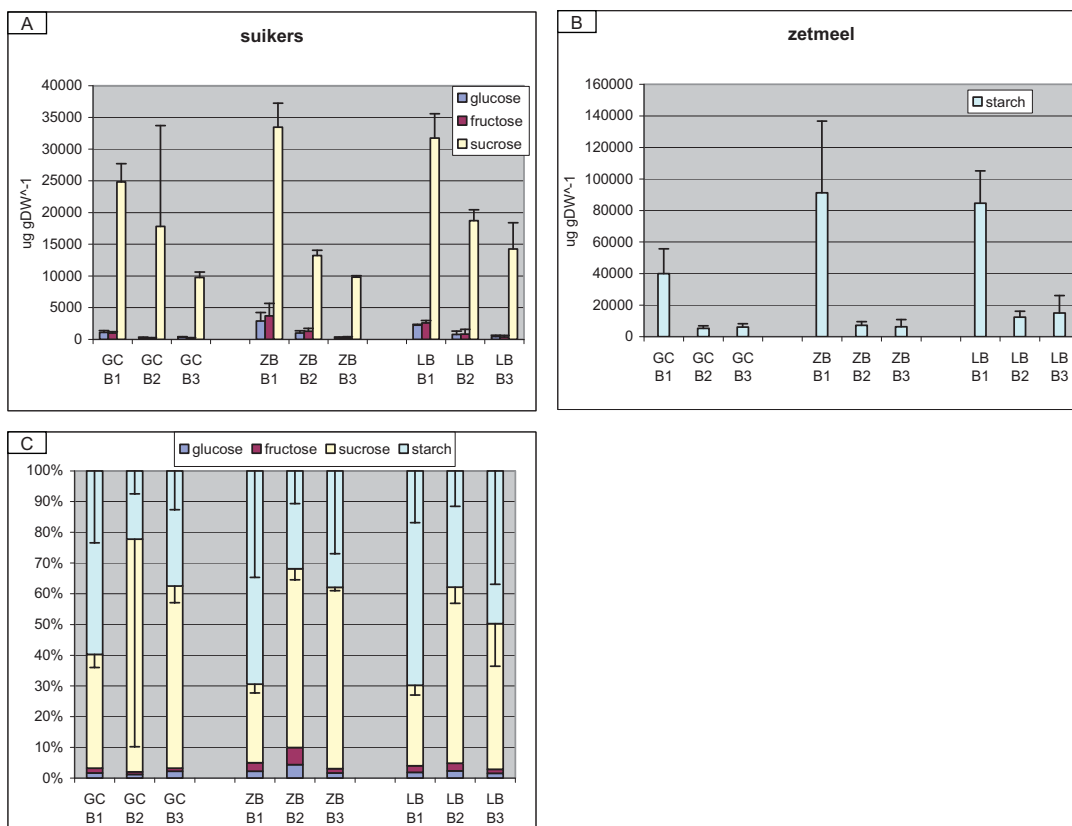 A
suikers
40000
35000
30000
25000
20000
15000
10000
5000
0
ug gDW^-1
glucose
fructose
sucrose
GC GC GC ZB ZB ZB LB LB LB
B1 B2 B3 B1 B2 B3 B1 B2 B3
B
zetmeel
160000
140000
120000
100000
80000
60000
40000
20000
0
ug gDW^-1
starch
GC GC GC ZB ZB ZB LB LB LB
B1 B2 B3 B1 B2 B3 B1 B2 B3
C
glucose fructose sucrose starch
100%
90%
80%
70%
60%
50%
40%
30%
20%
10%
0%
GC GC GC ZB ZB ZB LB LB LB
B1 B2 B3 B1 B2 B3 B1 B2 B3